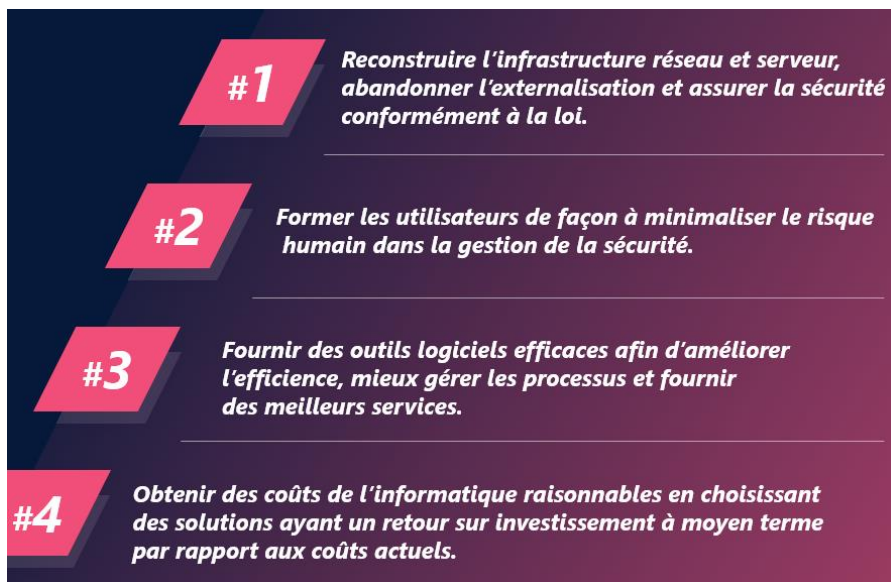 #1
Reconstruire l’infrastructure réseau et serveur,
abandonner l’externalisation et assurer la sécurité
conformément à la loi.
#2
Former les utilisateurs de façon à minimaliser le risque
humain dans la gestion de la sécurité.
#3
Fournir des outils logiciels efficaces afin d’améliorer
l’efficience, mieux gérer les processus et fournir
des meilleurs services.
#4
Obtenir des coûts de l’informatique raisonnables en choisissant
des solutions ayant un retour sur investissement à moyen terme
par rapport aux coûts actuels.